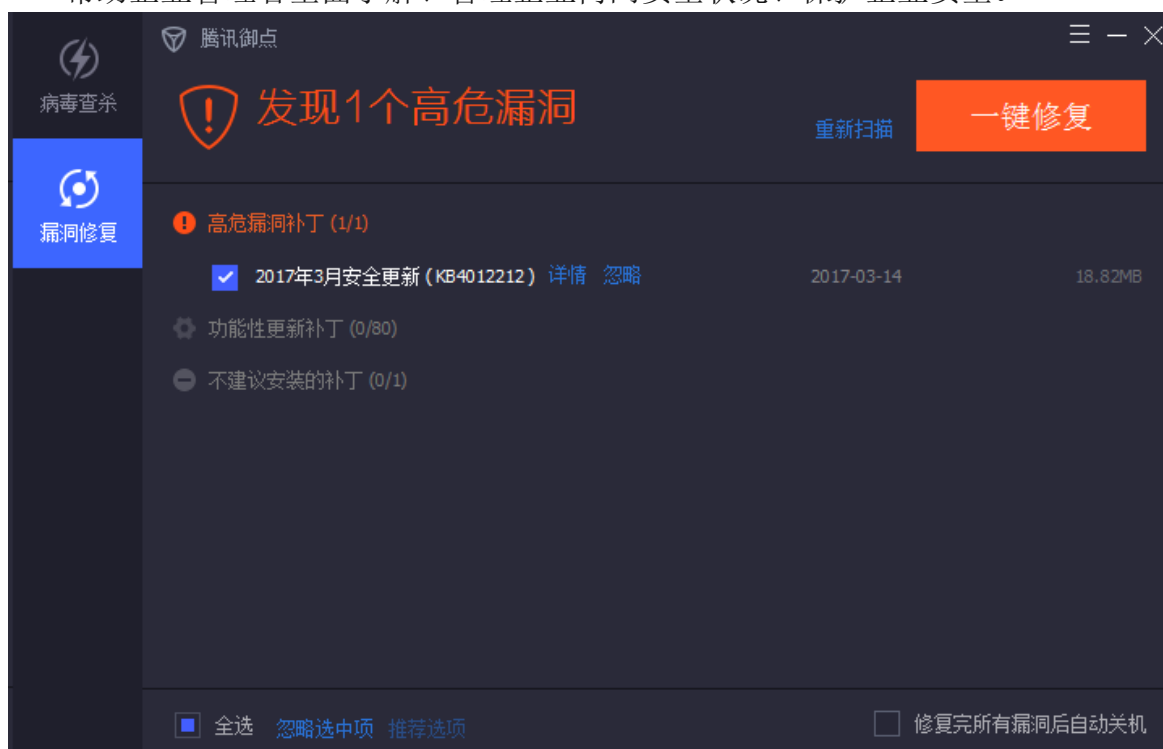 腾讯御点
病毒查杀
发现1个高危漏洞
重新扫描
一键修复
漏洞修复
高危漏洞补丁 (1/1)
2017年3月安全更新 (KB4012212) 详情 忽略 2017-03-14 18.82MB
功能性更新补丁 (0/80)
不建议安装的补丁 (0/1)
全选 忽略选中项 推荐选项 修复完所有漏洞后自动关机